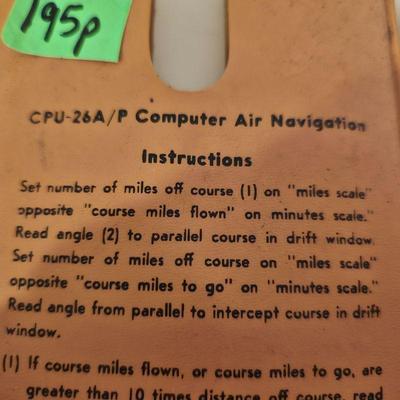 195p
CPU-26A/P Computer Air Navigation
Instructions
Set number of miles off course (1) on "miles scale"
opposite "course miles flown" on minutes scale."
Read angle (2) to parallel course in drift window.
Set number of miles off course on "miles scale"
opposite "course miles to go" on "minutes scale."
Read angle from parallel to intercept course in drift
window.
(1) If course miles flown, or course miles to go, are
greater than 10 times distance off course, read